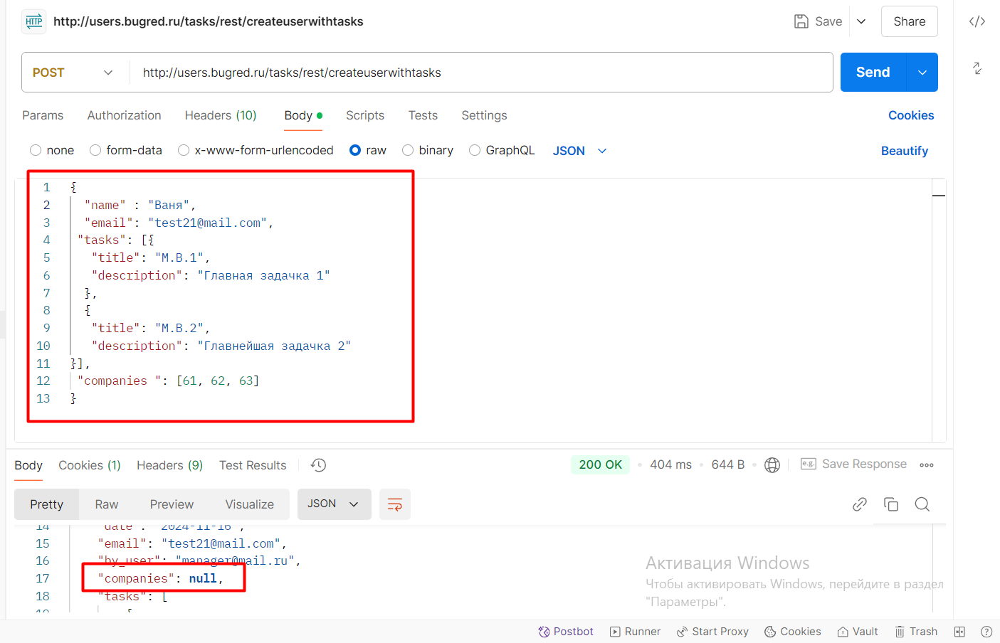 HTTP http://users.bugred.ru/tasks/rest/createuserwithtasks Save Share
POST http://users.bugred.ru/tasks/rest/createuserwithtasks Send
Params Authorization Headers (10) Body Scripts Tests Settings Cookies
none form-data x-www-form-urlencoded raw binary GraphQL JSON Beautify
1 {
2 "name" : "Ваня",
3 "email": "test21@mail.com",
4 "tasks": [{
5 "title": "М.В.1",
6 "description": "Главная задачка 1"
7 },
8 {
9 "title": "М.В.2",
10 "description": "Главнейшая задачка 2"
11 }],
12 "companies ": [61, 62, 63]
13 }
Body Cookies (1) Headers (9) Test Results 200 OK 404 ms 644 B e.g. Save Response
Pretty Raw Preview Visualize JSON
14 "date": "2024-11-16",
15 "email": "test21@mail.com",
16 "by_user": "manager@mail.ru",
17 "companies": null,
18 "tasks": [
19 {
Активация Windows
Чтобы активировать Windows, перейдите в раздел
"Параметры".
Postbot Runner Start Proxy Cookies Vault Trash